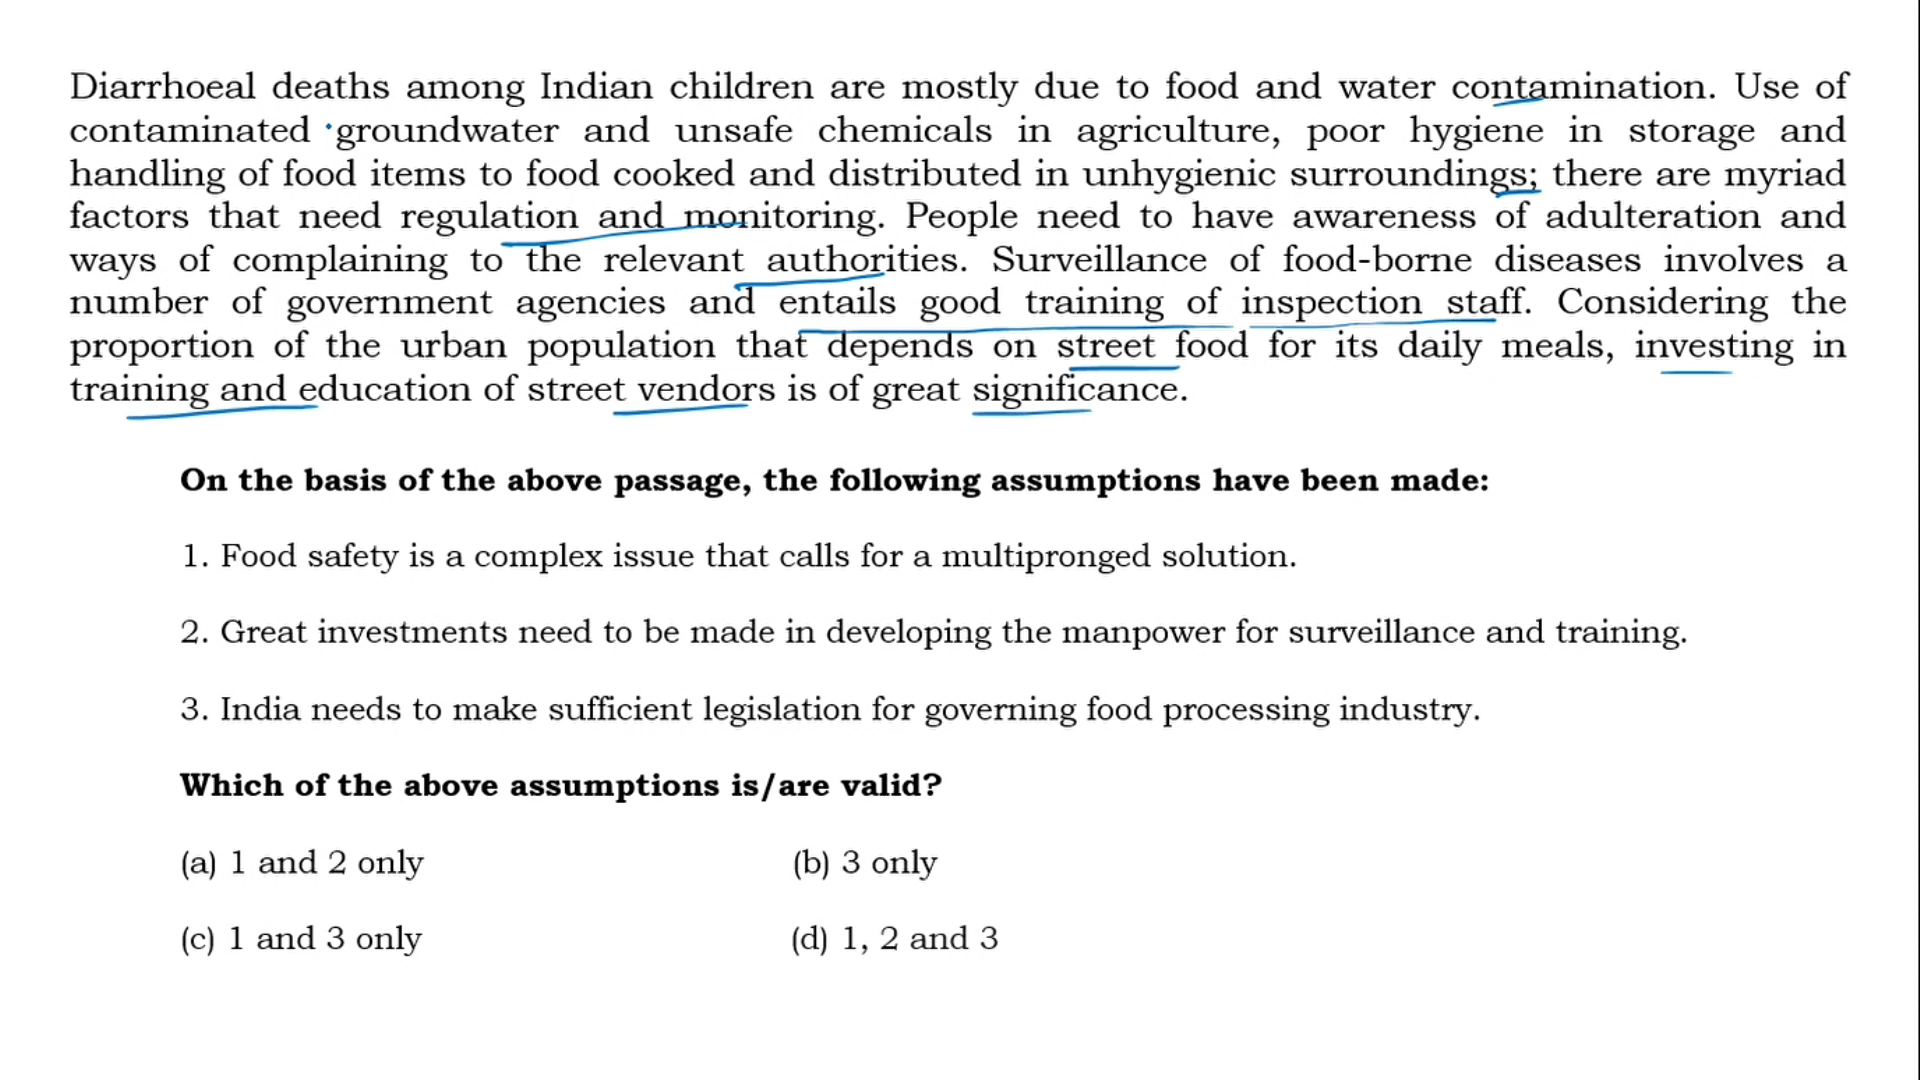 Diarrhoeal deaths among Indian children are mostly due to food and water contamination. Use of
contaminated groundwater and unsafe chemicals in agriculture, poor hygiene in storage and
handling of food items to food cooked and distributed in unhygienic surroundings; there are myriad
factors that need regulation and monitoring. People need to have awareness of adulteration and
ways of complaining to the relevant authorities. Surveillance of food-borne diseases involves a
number of government agencies and entails good training of inspection staff. Considering the
proportion of the urban population that depends on street food for its daily meals, investing in
training and education of street vendors is of great significance.
On the basis of the above passage, the following assumptions have been made:
1. Food safety is a complex issue that calls for a multipronged solution.
2. Great investments need to be made in developing the manpower for surveillance and training.
3. India needs to make sufficient legislation for governing food processing industry.
Which of the above assumptions is/are valid?
(a) 1 and 2 only (b) 3 only
(c) 1 and 3 only (d) 1, 2 and 3